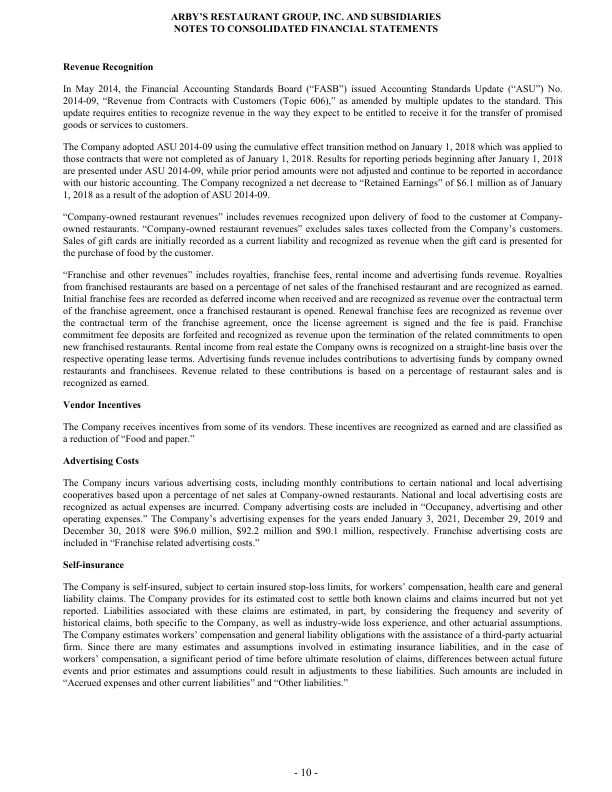 ARBY'S RESTAURANT GROUP, INC. AND SUBSIDIARIES
NOTES TO CONSOLIDATED FINANCIAL STATEMENTS
Revenue Recognition
In May 2014, the Financial Accounting Standards Board (“FASB”) issued Accounting Standards Update (“ASU”) No.
2014-09, “Revenue from Contracts with Customers (Topic 606),” as amended by multiple updates to the standard. This
update requires entities to recognize revenue in the way they expect to be entitled to receive it for the transfer of promised
goods or services to customers.
The Company adopted ASU 2014-09 using the cumulative effect transition method on January 1, 2018 which was applied to
those contracts that were not completed as of January 1, 2018. Results for reporting periods beginning after January 1, 2018
are presented under ASU 2014-09, while prior period amounts were not adjusted and continue to be reported in accordance
with our historic accounting. The Company recognized a net decrease to “Retained Earnings” of $6.1 million as of January
1, 2018 as a result of the adoption of ASU 2014-09.
“Company-owned restaurant revenues” includes revenues recognized upon delivery of food to the customer at Company-
owned restaurants. “Company-owned restaurant revenues” excludes sales taxes collected from the Company's customers.
Sales of gift cards are initially recorded as a current liability and recognized as revenue when the gift card is presented for
the purchase of food by the customer.
“Franchise and other revenues” includes royalties, franchise fees, rental income and advertising funds revenue. Royalties
from franchised restaurants are based on a percentage of net sales of the franchised restaurant and are recognized as earned.
Initial franchise fees are recorded as deferred income when received and are recognized as revenue over the contractual term
of the franchise agreement, once a franchised restaurant is opened. Renewal franchise fees are recognized as revenue over
the contractual term of the franchise agreement, once the license agreement is signed and the fee is paid. Franchise
commitment fee deposits are forfeited and recognized as revenue upon the termination of the related commitments to open
new franchised restaurants. Rental income from real estate the Company owns is recognized on a straight-line basis over the
respective operating lease terms. Advertising funds revenue includes contributions to advertising funds by company owned
restaurants and franchisees. Revenue related to these contributions is based on a percentage of restaurant sales and is
recognized as earned.
Vendor Incentives
The Company receives incentives from some of its vendors. These incentives are recognized as earned and are classified as
a reduction of “Food and paper.”
Advertising Costs
The Company incurs various advertising costs, including monthly contributions to certain national and local advertising
cooperatives based upon a percentage of net sales at Company-owned restaurants. National and local advertising costs are
recognized as actual expenses are incurred. Company advertising costs are included in “Occupancy, advertising and other
operating expenses.” The Company's advertising expenses for the years ended January 3, 2021, December 29, 2019 and
December 30, 2018 were $96.0 million, $92.2 million and $90.1 million, respectively. Franchise advertising costs are
included in “Franchise related advertising costs.”
Self-insurance
The Company is self-insured, subject to certain insured stop-loss limits, for workers' compensation, health care and general
liability claims. The Company provides for its estimated cost to settle both known claims and claims incurred but not yet
reported. Liabilities associated with these claims are estimated, in part, by considering the frequency and severity of
historical claims, both specific to the Company, as well as industry-wide loss experience, and other actuarial assumptions.
The Company estimates workers' compensation and general liability obligations with the assistance of a third-party actuarial
firm. Since there are many estimates and assumptions involved in estimating insurance liabilities, and in the case of
workers' compensation, a significant period of time before ultimate resolution of claims, differences between actual future
events and prior estimates and assumptions could result in adjustments to these liabilities. Such amounts are included in
“Accrued expenses and other current liabilities” and “Other liabilities.”
- 10 -